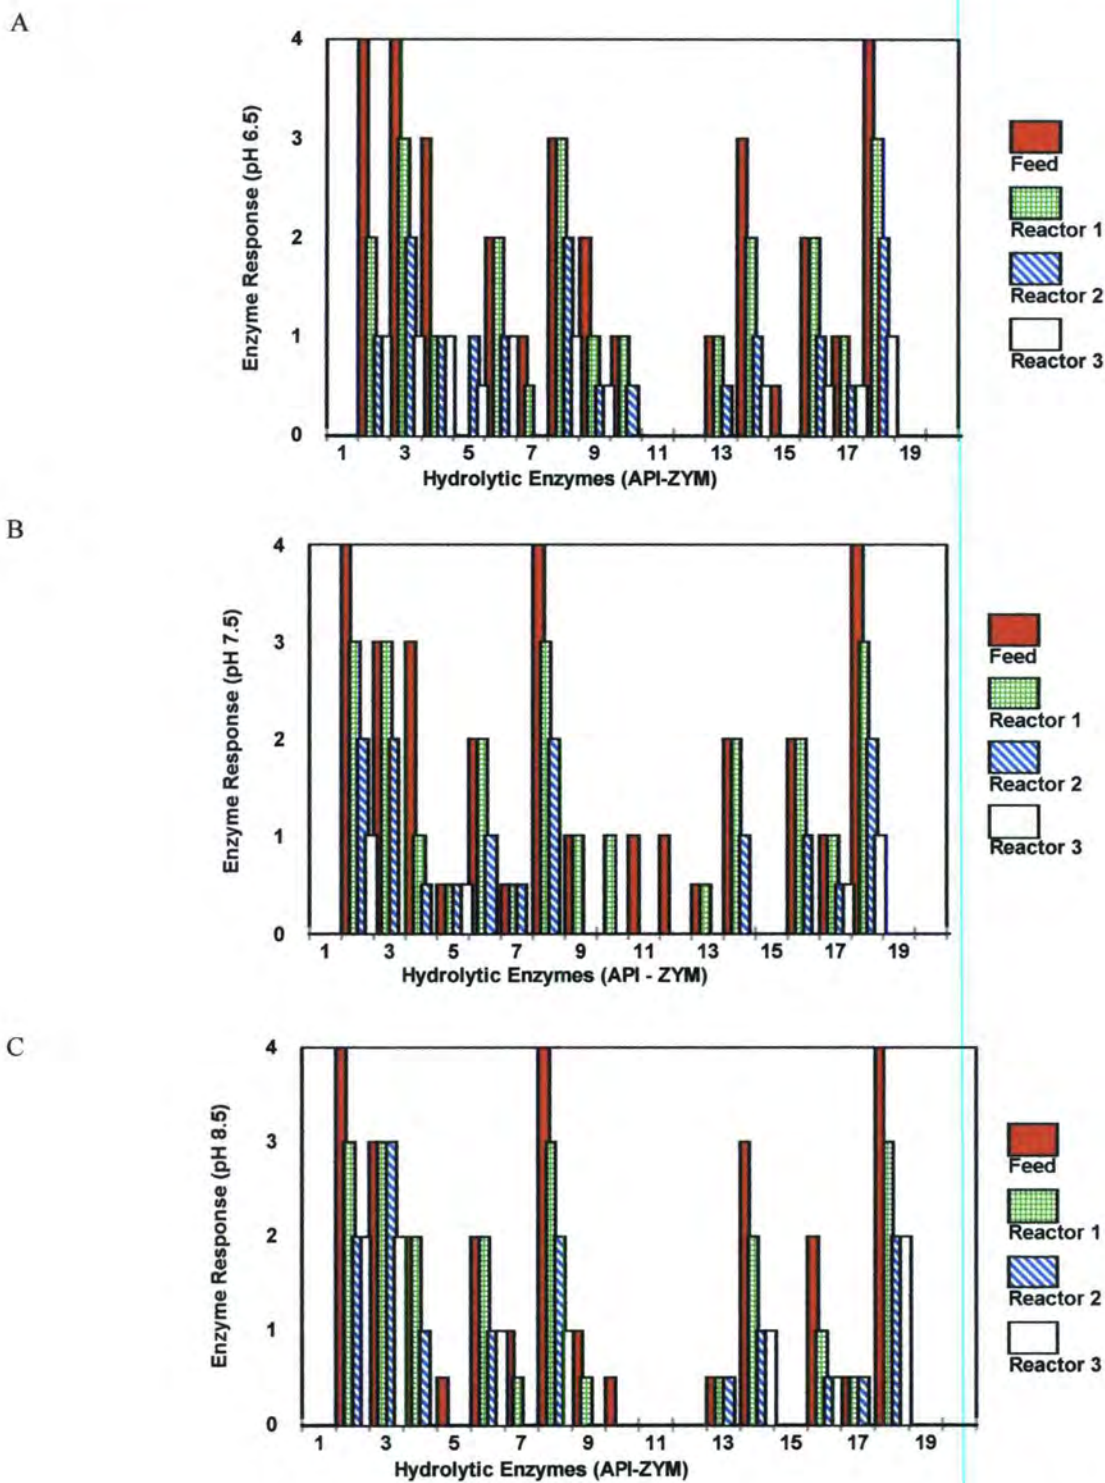 A
4
3
2
1
0
Enzyme Response (pH 6.5)
1 3 5 7 9 11 13 15 17 19
Hydrolytic Enzymes (API-ZYM)
Feed
Reactor 1
Reactor 2
Reactor 3
B
4
3
2
1
0
Enzyme Response (pH 7.5)
1 3 5 7 9 11 13 15 17 19
Hydrolytic Enzymes (API - ZYM)
Feed
Reactor 1
Reactor 2
Reactor 3
C
4
3
2
1
0
Enzyme Response (pH 8.5)
1 3 5 7 9 11 13 15 17 19
Hydrolytic Enzymes (API-ZYM)
Feed
Reactor 1
Reactor 2
Reactor 3